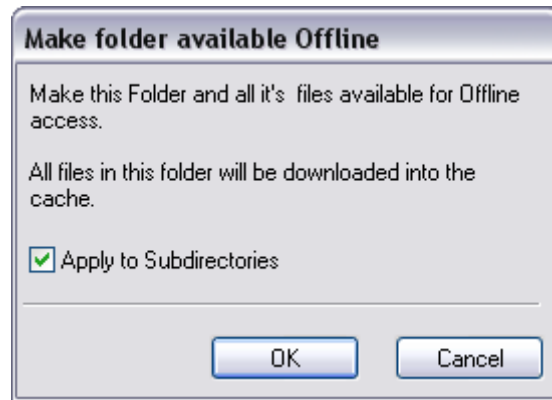 Make folder available Offline
Make this Folder and all it's  files available for Offline
access.
All files in this folder will be downloaded into the
cache.
Apply to Subdirectories
OK
Cancel